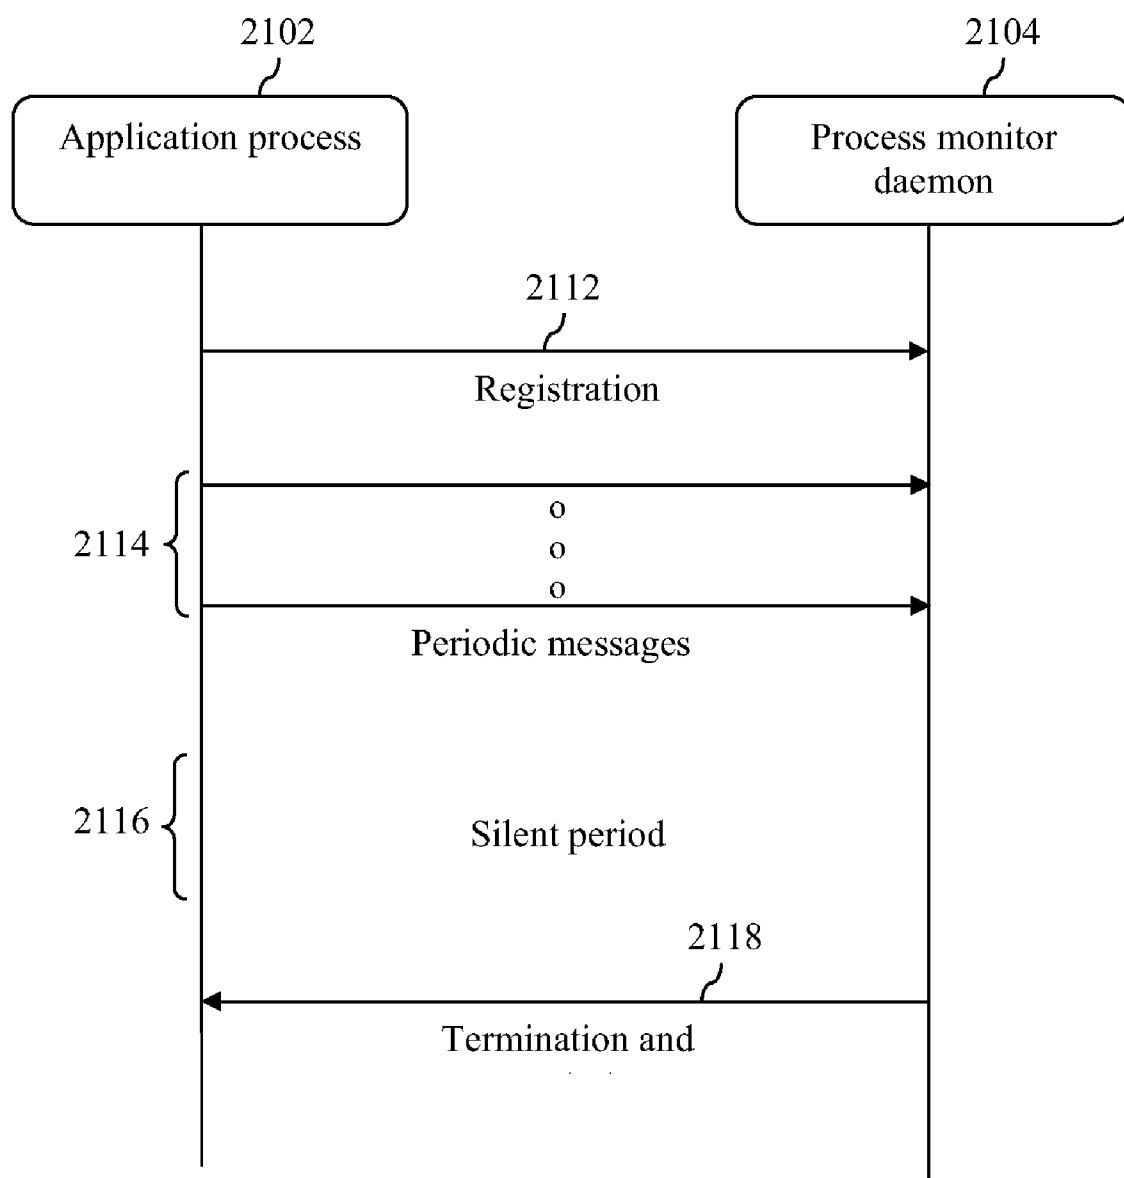 2102
2104
Application process
Process monitor
daemon
2112
Registration
2114
o
o
o
Periodic messages
2116
Silent period
2118
Termination and